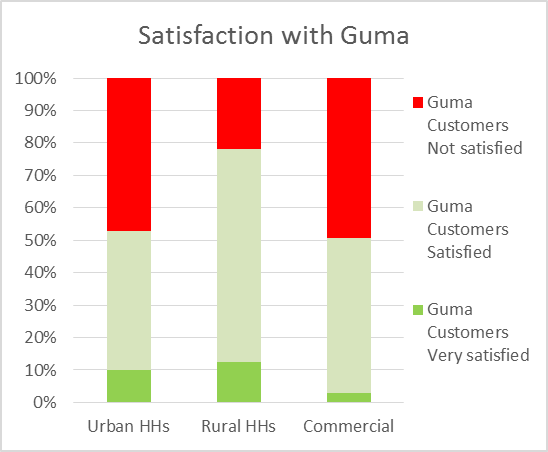 Satisfaction with Guma
100%
90%
80%
70%
60%
50%
40%
30%
20%
10%
0%
Urban HHs
Rural HHs
Commercial
Guma
Customers
Not satisfied
Guma
Customers
Satisfied
Guma
Customers
Very satisfied